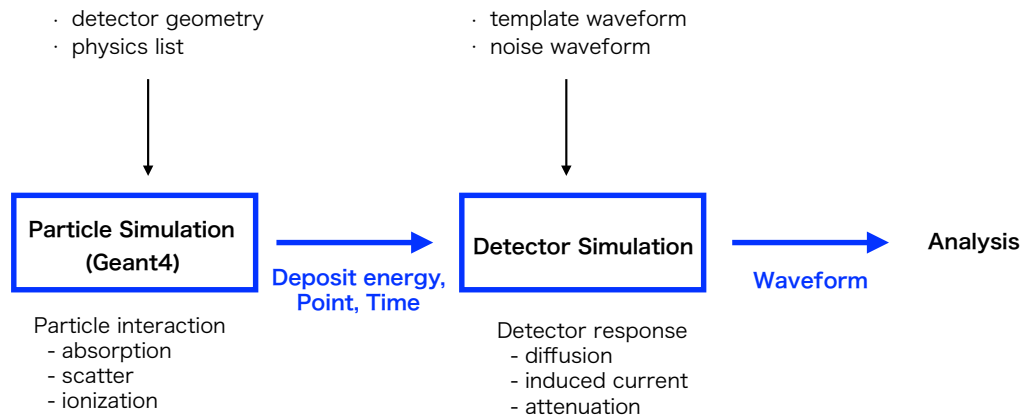 · detector geometry
· physics list
· template waveform
· noise waveform
Particle Simulation
(Geant4)
Deposit energy,
Point, Time
Detector Simulation
Waveform
Analysis
Particle interaction
- absorption
- scatter
- ionization
Detector response
- diffusion
- induced current
- attenuation